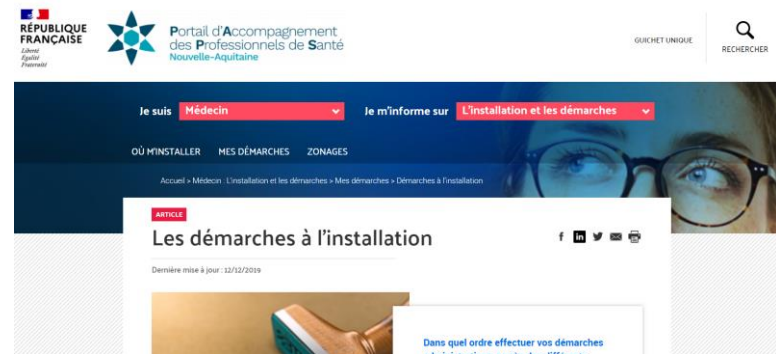 RÉPUBLIQUE
FRANÇAISE
Liberté
Égalité
Fraternité
Portail d'Accompagnement
des Professionnels de Santé
Nouvelle-Aquitaine
GUICHET UNIQUE
RECHERCHER
Je suis Médecin Je m'informe sur L'installation et les démarches
OÙ M'INSTALLER MES DÉMARCHES ZONAGES
Accueil » Médecin : L'installation et les démarches » Mes démarches » Démarches à l'installation
ARTICLE
Les démarches à l'installation
Dernière mise à jour : 12/12/2019
Dans quel ordre effectuer vos démarches